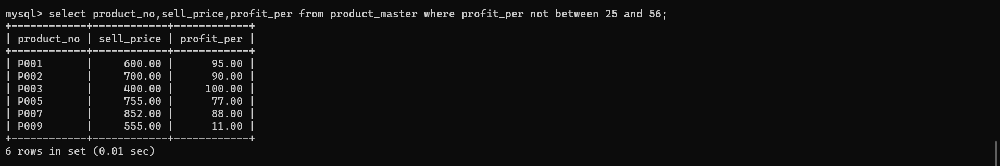 mysql> select product_no,sell_price,profit_per from product_master where profit_per not between 25 and 56;
+------------+------------+------------+
| product_no | sell_price | profit_per |
+------------+------------+------------+
| P001       |     600.00 |      95.00 |
| P002       |     700.00 |      90.00 |
| P003       |     400.00 |     100.00 |
| P005       |     755.00 |      77.00 |
| P007       |     852.00 |      88.00 |
| P009       |     555.00 |      11.00 |
+------------+------------+------------+
6 rows in set (0.01 sec)